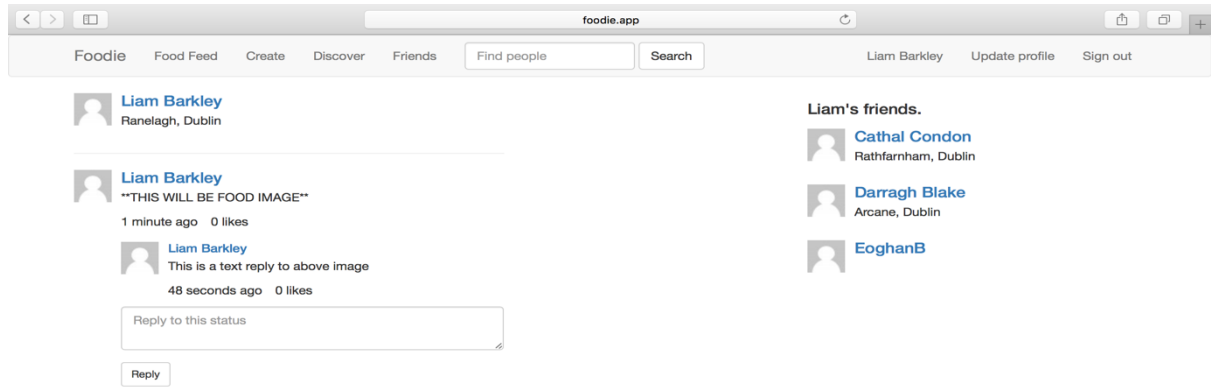 foodie.app
Foodie Food Feed Create Discover Friends Find people Search Liam Barkley Update profile Sign out
Liam Barkley
Ranelagh, Dublin
Liam Barkley
**THIS WILL BE FOOD IMAGE**
1 minute ago 0 likes
Liam Barkley
This is a text reply to above image
48 seconds ago 0 likes
Reply to this status
Reply
Liam's friends.
Cathal Condon
Rathfarnham, Dublin
Darragh Blake
Arcane, Dublin
EoghanB